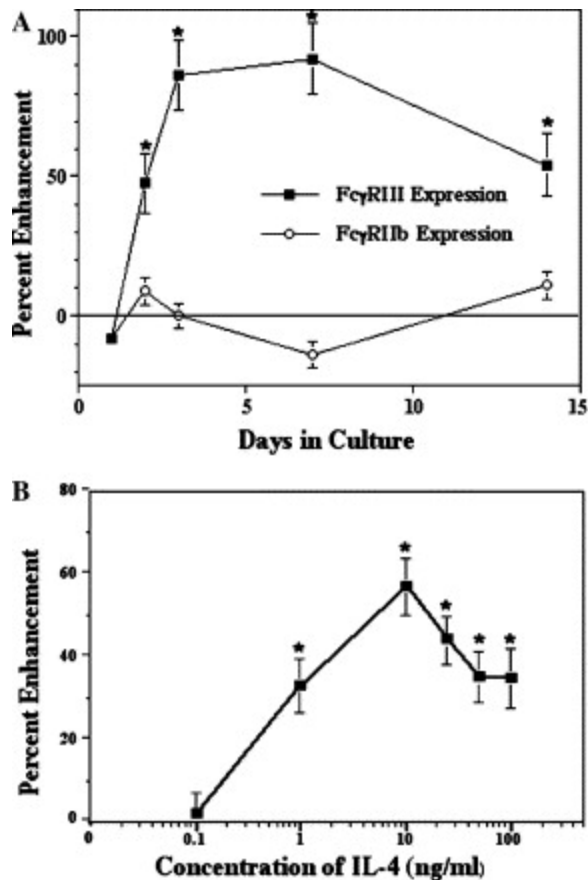 A
Percent Enhancement
100
50
0
* * * *
FcγRIII Expression
FcγRIIb Expression
0 5 10 15
Days in Culture
B
Percent Enhancement
80
60
40
20
0
* * * * *
0 0.1 1 10 100
Concentration of IL-4 (ng/ml)